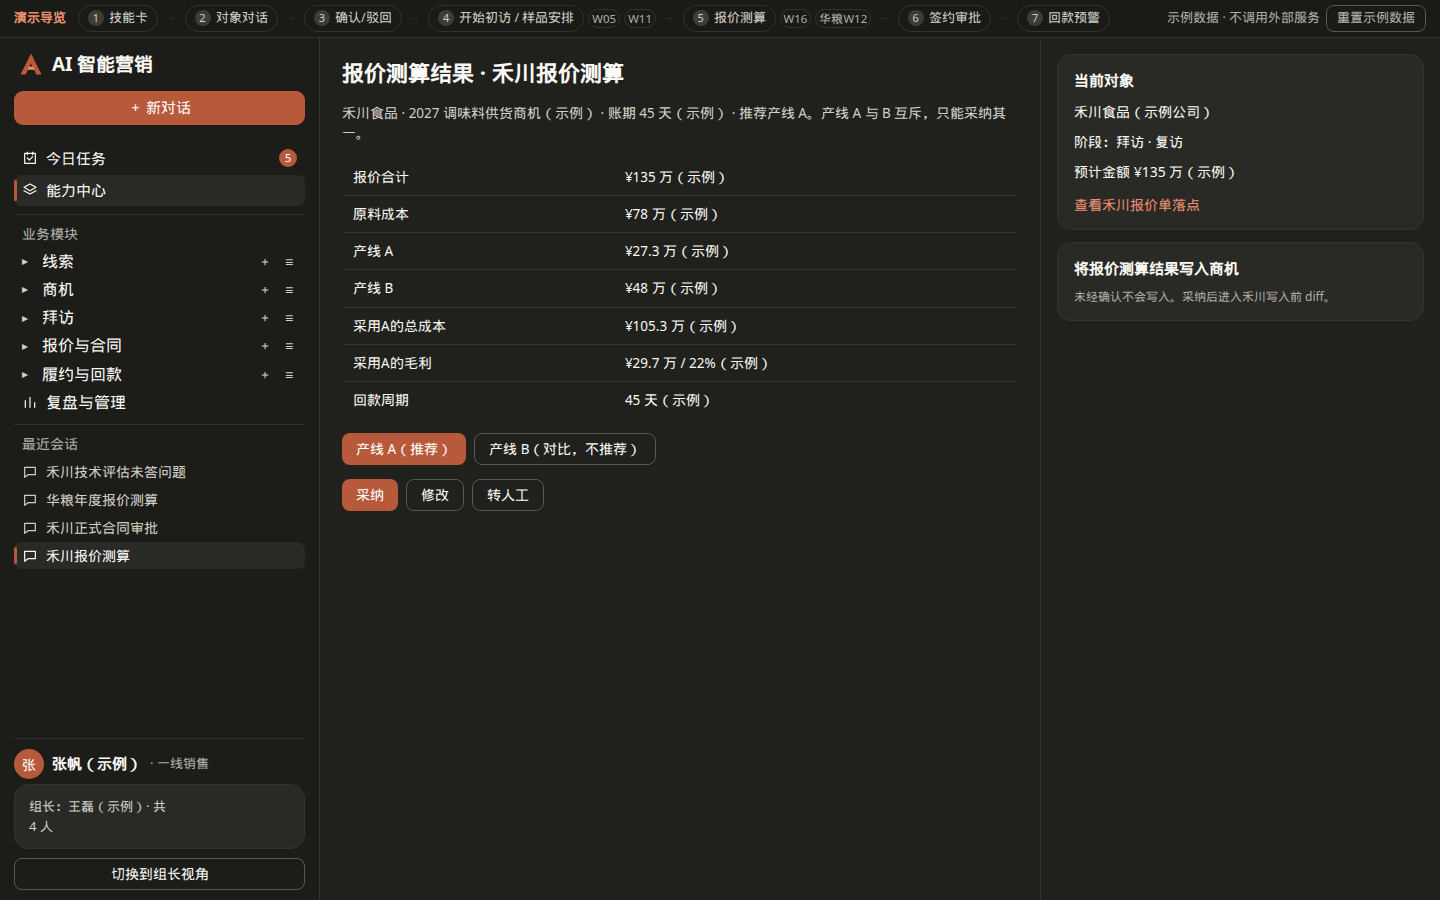 演示导览 1 技能卡 → 2 对象对话 → 3 确认/驳回 → 4 开始初访 / 样品安排 W05 W11 → 5 报价测算 W16 华粮W12 → 6 签约审批 → 7 回款预警 示例数据 · 不调用外部服务 重置示例数据
AI 智能营销
+ 新对话
今日任务 5
能力中心
业务模块
▸ 线索 + ≡
▸ 商机 + ≡
▸ 拜访 + ≡
▸ 报价与合同 + ≡
▸ 履约与回款 + ≡
复盘与管理
最近会话
禾川技术评估未答问题
华粮年度报价测算
禾川正式合同审批
禾川报价测算
张 张帆（示例） · 一线销售
组长：王磊（示例）· 共
4 人
切换到组长视角
报价测算结果 · 禾川报价测算
禾川食品 · 2027 调味料供货商机（示例）· 账期 45 天（示例）· 推荐产线 A。产线 A 与 B 互斥，只能采纳其
一。
报价合计 ¥135 万（示例）
原料成本 ¥78 万（示例）
产线 A ¥27.3 万（示例）
产线 B ¥48 万（示例）
采用A的总成本 ¥105.3 万（示例）
采用A的毛利 ¥29.7 万 / 22%（示例）
回款周期 45 天（示例）
产线 A（推荐） 产线 B（对比，不推荐）
采纳 修改 转人工
当前对象
禾川食品（示例公司）
阶段：拜访 · 复访
预计金额 ¥135 万（示例）
查看禾川报价单落点
将报价测算结果写入商机
未经确认不会写入。采纳后进入禾川写入前 diff。